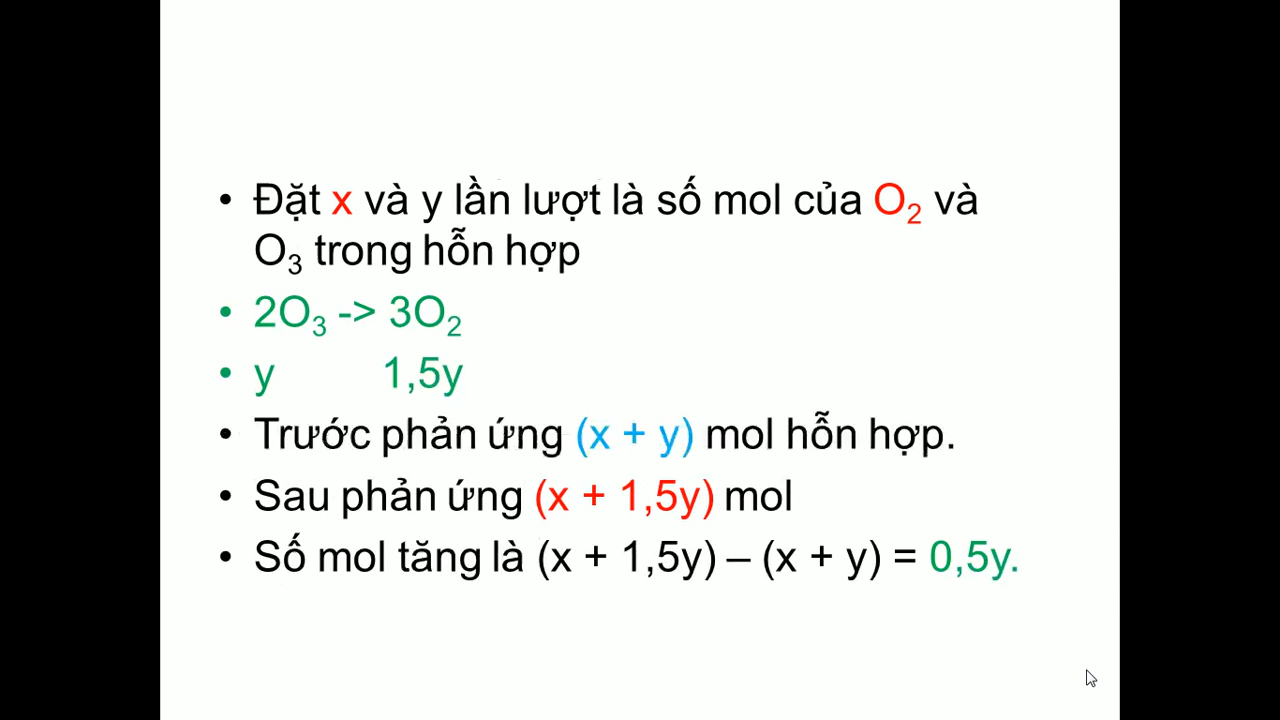 • Đặt x và y lần lượt là số mol của O₂ và
O₃ trong hỗn hợp
• 2O₃ -> 3O₂
• y 1,5y
• Trước phản ứng (x + y) mol hỗn hợp.
• Sau phản ứng (x + 1,5y) mol
• Số mol tăng là (x + 1,5y) – (x + y) = 0,5y.